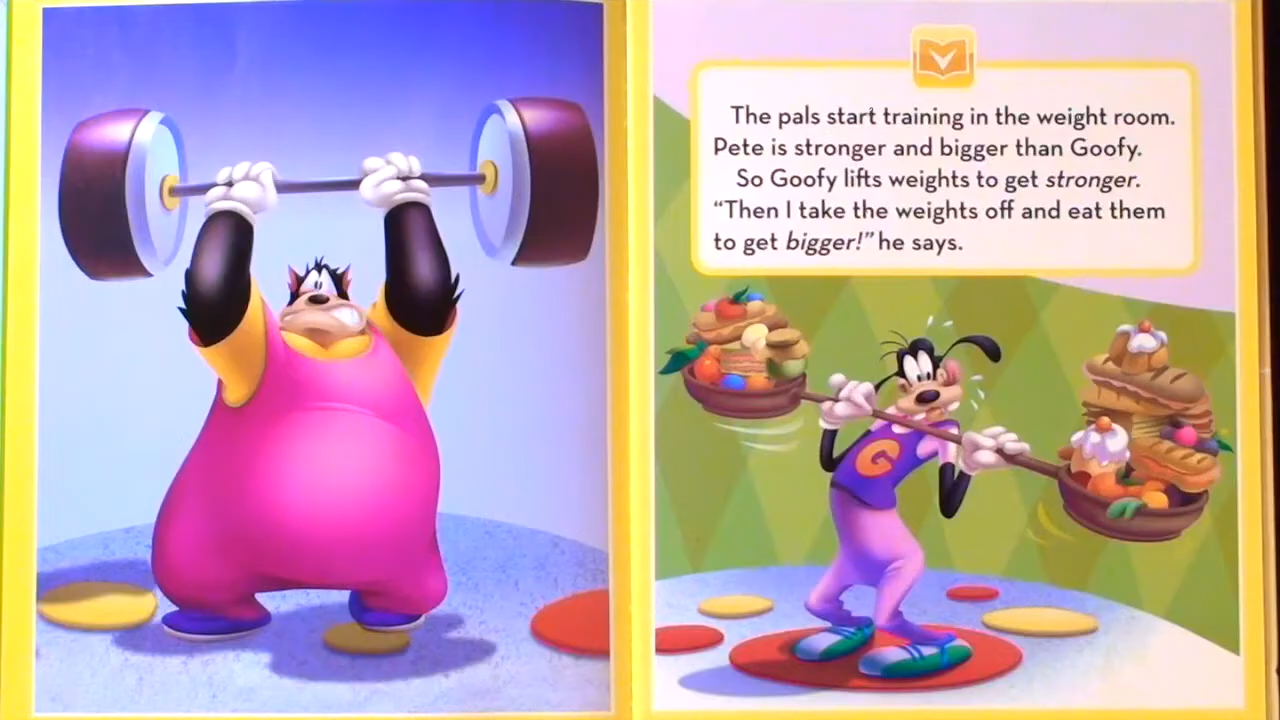 The pals start training in the weight room.
Pete is stronger and bigger than Goofy.
So Goofy lifts weights to get stronger.
“Then I take the weights off and eat them
to get bigger!” he says.
G